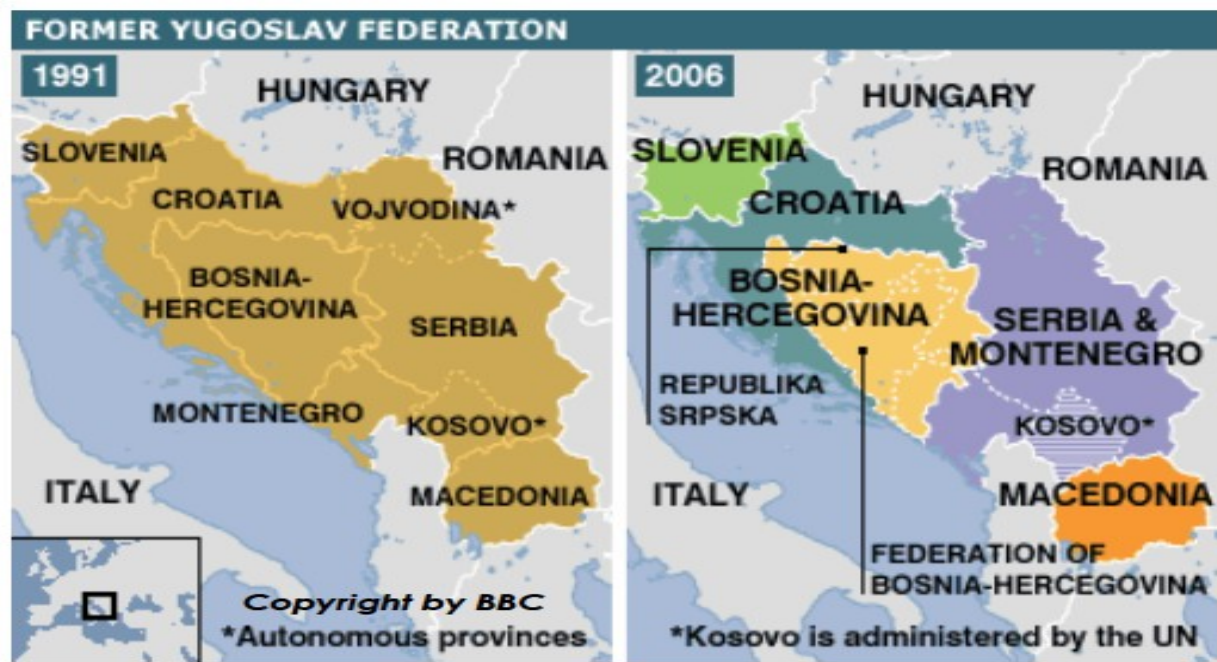 FORMER YUGOSLAV FEDERATION
1991
HUNGARY
SLOVENIA
ROMANIA
CROATIA
VOJVODINA*
BOSNIA-
HERCEGOVINA
SERBIA
MONTENEGRO
KOSOVO*
ITALY
MACEDONIA
Copyright by BBC
*Autonomous provinces
2006
HUNGARY
SLOVENIA
ROMANIA
CROATIA
BOSNIA-
HERCEGOVINA
SERBIA &
MONTENEGRO
REPUBLIKA
SRPSKA
KOSOVO*
ITALY
MACEDONIA
FEDERATION OF
BOSNIA-HERCEGOVINA
*Kosovo is administered by the UN